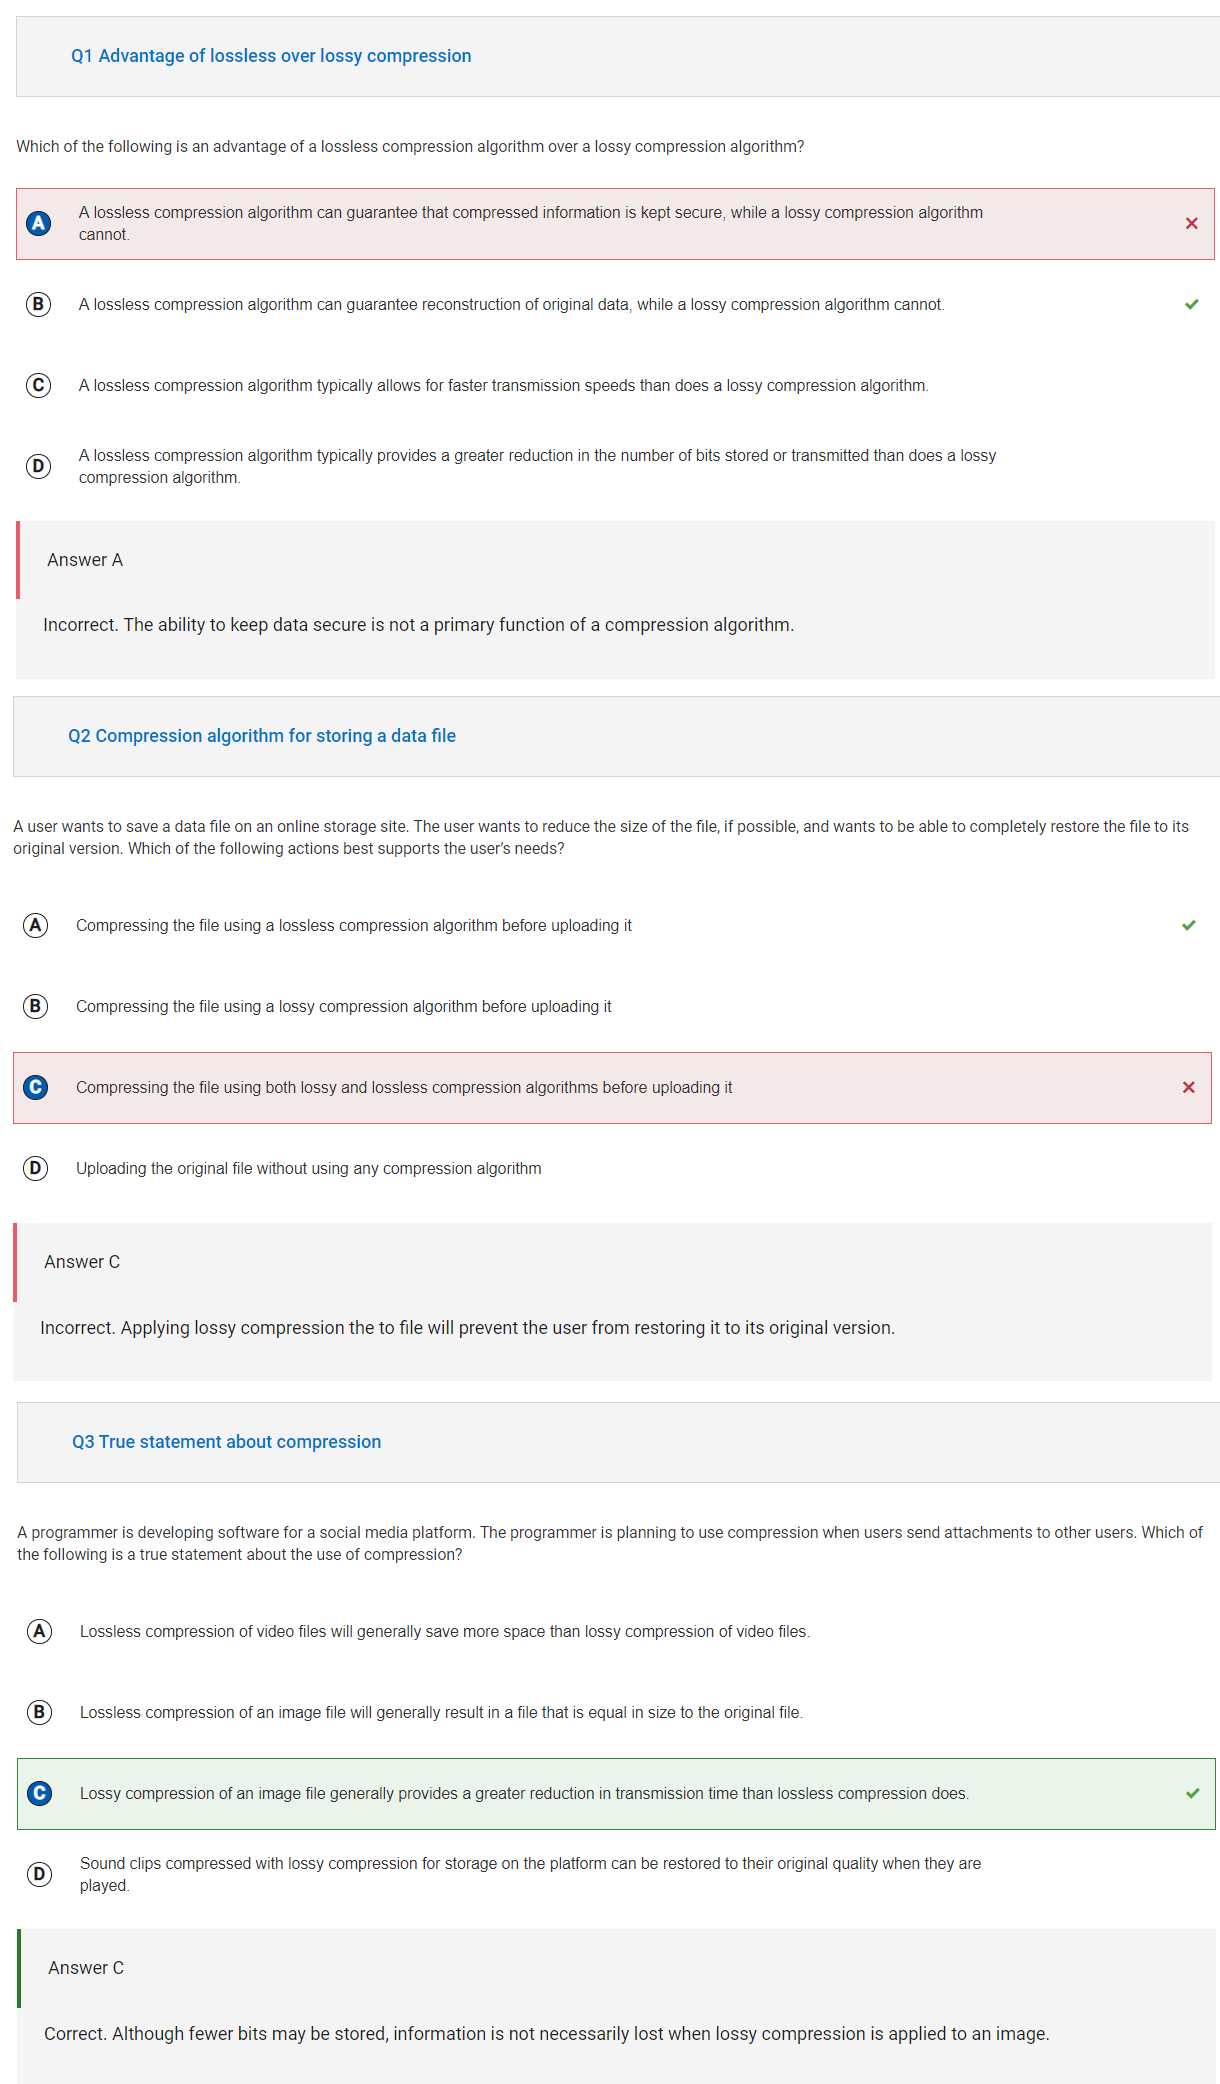 Q1 Advantage of lossless over lossy compression
Which of the following is an advantage of a lossless compression algorithm over a lossy compression algorithm?
A
A lossless compression algorithm can guarantee that compressed information is kept secure, while a lossy compression algorithm
cannot.
B
A lossless compression algorithm can guarantee reconstruction of original data, while a lossy compression algorithm cannot.
C
A lossless compression algorithm typically allows for faster transmission speeds than does a lossy compression algorithm.
D
A lossless compression algorithm typically provides a greater reduction in the number of bits stored or transmitted than does a lossy
compression algorithm.
Answer A
Incorrect. The ability to keep data secure is not a primary function of a compression algorithm.
Q2 Compression algorithm for storing a data file
A user wants to save a data file on an online storage site. The user wants to reduce the size of the file, if possible, and wants to be able to completely restore the file to its
original version. Which of the following actions best supports the user's needs?
A
Compressing the file using a lossless compression algorithm before uploading it
B
Compressing the file using a lossy compression algorithm before uploading it
C
Compressing the file using both lossy and lossless compression algorithms before uploading it
D
Uploading the original file without using any compression algorithm
Answer C
Incorrect. Applying lossy compression the to file will prevent the user from restoring it to its original version.
Q3 True statement about compression
A programmer is developing software for a social media platform. The programmer is planning to use compression when users send attachments to other users. Which of
the following is a true statement about the use of compression?
A
Lossless compression of video files will generally save more space than lossy compression of video files.
B
Lossless compression of an image file will generally result in a file that is equal in size to the original file.
C
Lossy compression of an image file generally provides a greater reduction in transmission time than lossless compression does.
D
Sound clips compressed with lossy compression for storage on the platform can be restored to their original quality when they are
played.
Answer C
Correct. Although fewer bits may be stored, information is not necessarily lost when lossy compression is applied to an image.